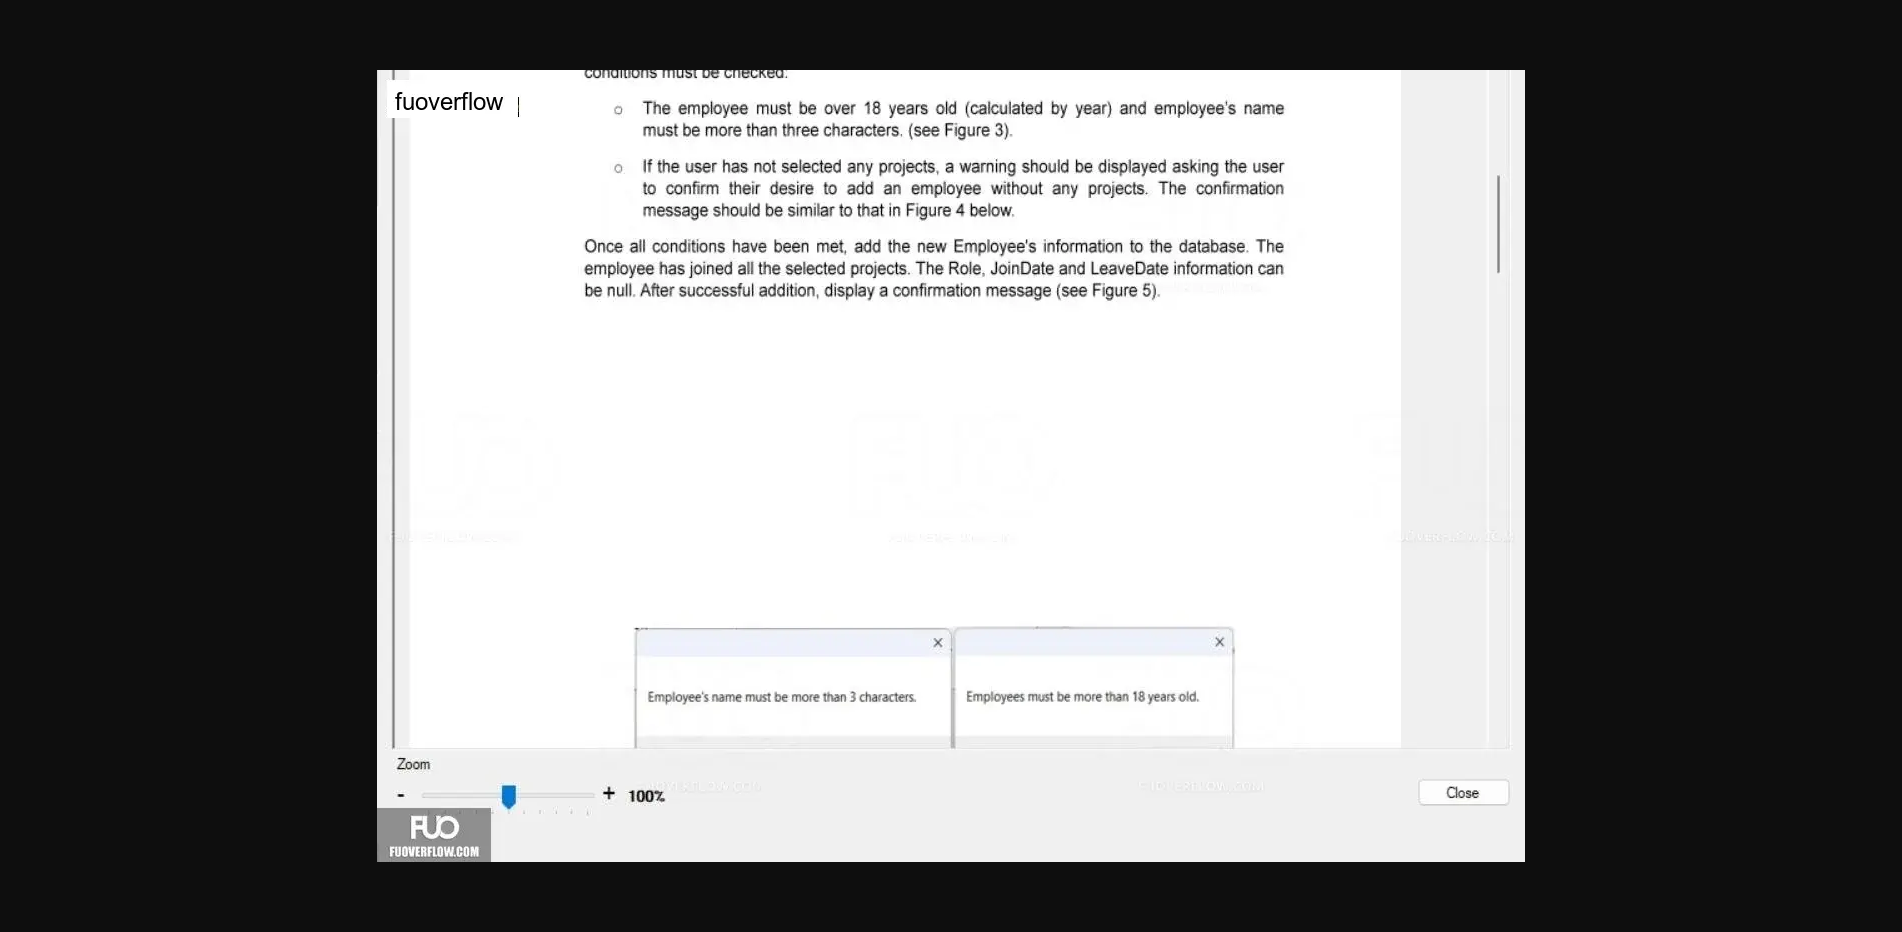 conditions must be checked:
fuoverflow
o The employee must be over 18 years old (calculated by year) and employee's name
must be more than three characters. (see Figure 3).
o If the user has not selected any projects, a warning should be displayed asking the user
to confirm their desire to add an employee without any projects. The confirmation
message should be similar to that in Figure 4 below.
Once all conditions have been met, add the new Employee's information to the database. The
employee has joined all the selected projects. The Role, JoinDate and LeaveDate information can
be null. After successful addition, display a confirmation message (see Figure 5).
Employee's name must be more than 3 characters.
Employees must be more than 18 years old.
Zoom
- + 100%
Close
FUO
FUOVERFLOW.COM